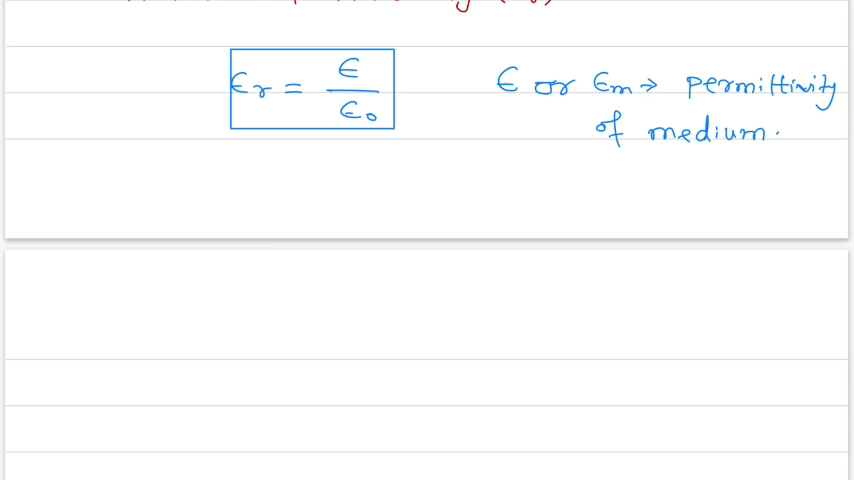 ϵr = ϵ / ϵ0
ϵ or ϵm → permittivity
of medium.